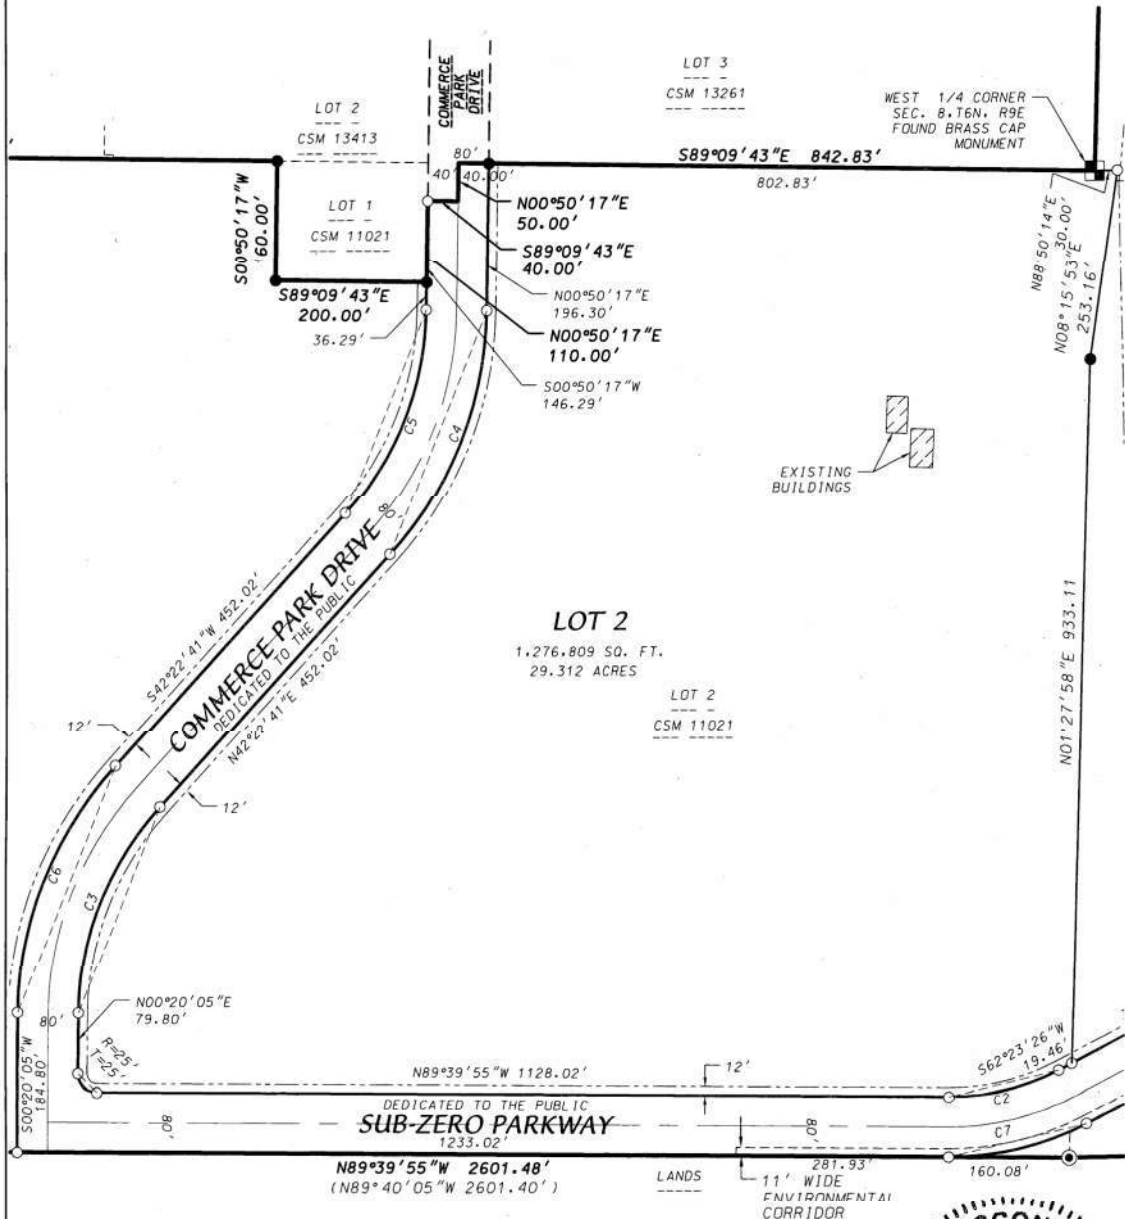 LOT 3
CSM 13261
COMMERCE
PARK
DRIVE
LOT 2
CSM 13413
WEST 1/4 CORNER
SEC. 8, T6N, R9E
FOUND BRASS CAP
MONUMENT
80'
S89°09'43"E 842.83'
802.83'
40'
40.00'
N00°50'17"E
50.00'
LOT 1
CSM 11021
S00°50'17"W
60.00'
S89°09'43"E
40.00'
N88°50'14"E
30.00'
N08°15'53"E
253.16'
S89°09'43"E
200.00'
N00°50'17"E
196.30'
36.29'
N00°50'17"E
110.00'
S00°50'17"W
146.29'
C5
C4
EXISTING
BUILDINGS
80'
S42°22'41"W 452.02'
COMMERCE PARK DRIVE
DEDICATED TO THE PUBLIC
N42°22'41"E 452.02'
LOT 2
1,276,809 SQ. FT.
29.312 ACRES
LOT 2
CSM 11021
N01°27'58"E 933.11
12'
12'
C6
C3
N00°20'05"E
79.80'
80'
S00°20'05"W
184.80'
R=25'
T=25'
N89°39'55"W 1128.02'
12'
S62°23'26"W
19.46'
C2
DEDICATED TO THE PUBLIC
SUB-ZERO PARKWAY
80'
80'
C7
1233.02'
N89°39'55"W 2601.48'
(N89°40'05"W 2601.40')
LANDS
281.93'
160.08'
11' WIDE
ENVIRONMENTAL
CORRIDOR